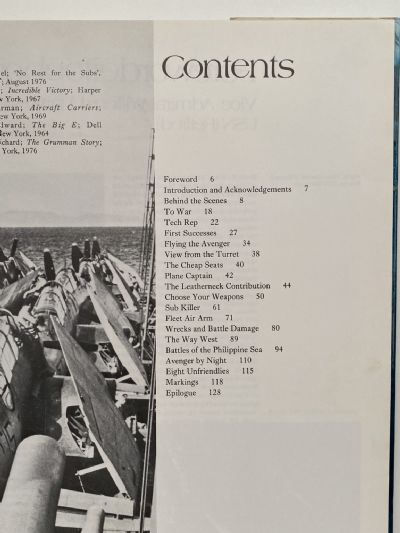 el; 'No Rest for the Subs',
; August 1976
; Incredible Victory; Harper
York, 1967
rman; Aircraft Carriers;
w York, 1969
dward; The Big E; Dell
New York, 1964
ichard; The Grumman Story;
York, 1976
Contents
Foreword 6
Introduction and Acknowledgements 7
Behind the Scenes 8
To War 18
Tech Rep 22
First Successes 27
Flying the Avenger 34
View from the Turret 38
The Cheap Seats 40
Plane Captain 42
The Leatherneck Contribution 44
Choose Your Weapons 50
Sub Killer 61
Fleet Air Arm 71
Wrecks and Battle Damage 80
The Way West 89
Battles of the Philippine Sea 94
Avenger by Night 110
Eight Unfriendlies 115
Markings 118
Epilogue 128